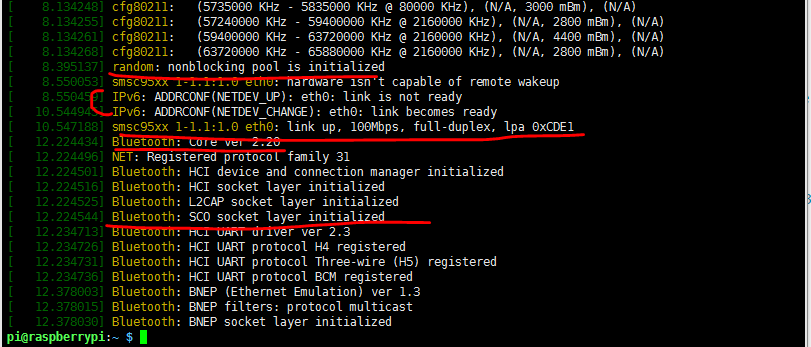 [    8.134248] cfg80211:   (5735000 KHz - 5835000 KHz @ 80000 KHz), (N/A, 3000 mBm), (N/A)
[    8.134255] cfg80211:   (57240000 KHz - 59400000 KHz @ 2160000 KHz), (N/A, 2800 mBm), (N/A)
[    8.134261] cfg80211:   (59400000 KHz - 63720000 KHz @ 2160000 KHz), (N/A, 4400 mBm), (N/A)
[    8.134268] cfg80211:   (63720000 KHz - 65880000 KHz @ 2160000 KHz), (N/A, 2800 mBm), (N/A)
[    8.395137] random: nonblocking pool is initialized
[    8.550053] smsc95xx 1-1.1:1.0 eth0: hardware isn't capable of remote wakeup
[    8.550439] IPv6: ADDRCONF(NETDEV_UP): eth0: link is not ready
[   10.544944] IPv6: ADDRCONF(NETDEV_CHANGE): eth0: link becomes ready
[   10.547188] smsc95xx 1-1.1:1.0 eth0: link up, 100Mbps, full-duplex, lpa 0xCDE1
[   12.224434] Bluetooth: Core ver 2.20
[   12.224496] NET: Registered protocol family 31
[   12.224501] Bluetooth: HCI device and connection manager initialized
[   12.224516] Bluetooth: HCI socket layer initialized
[   12.224525] Bluetooth: L2CAP socket layer initialized
[   12.224544] Bluetooth: SCO socket layer initialized
[   12.234713] Bluetooth: HCI UART driver ver 2.3
[   12.234726] Bluetooth: HCI UART protocol H4 registered
[   12.234731] Bluetooth: HCI UART protocol Three-wire (H5) registered
[   12.234736] Bluetooth: HCI UART protocol BCM registered
[   12.378003] Bluetooth: BNEP (Ethernet Emulation) ver 1.3
[   12.378015] Bluetooth: BNEP filters: protocol multicast
[   12.378030] Bluetooth: BNEP socket layer initialized
pi@raspberrypi:~ $